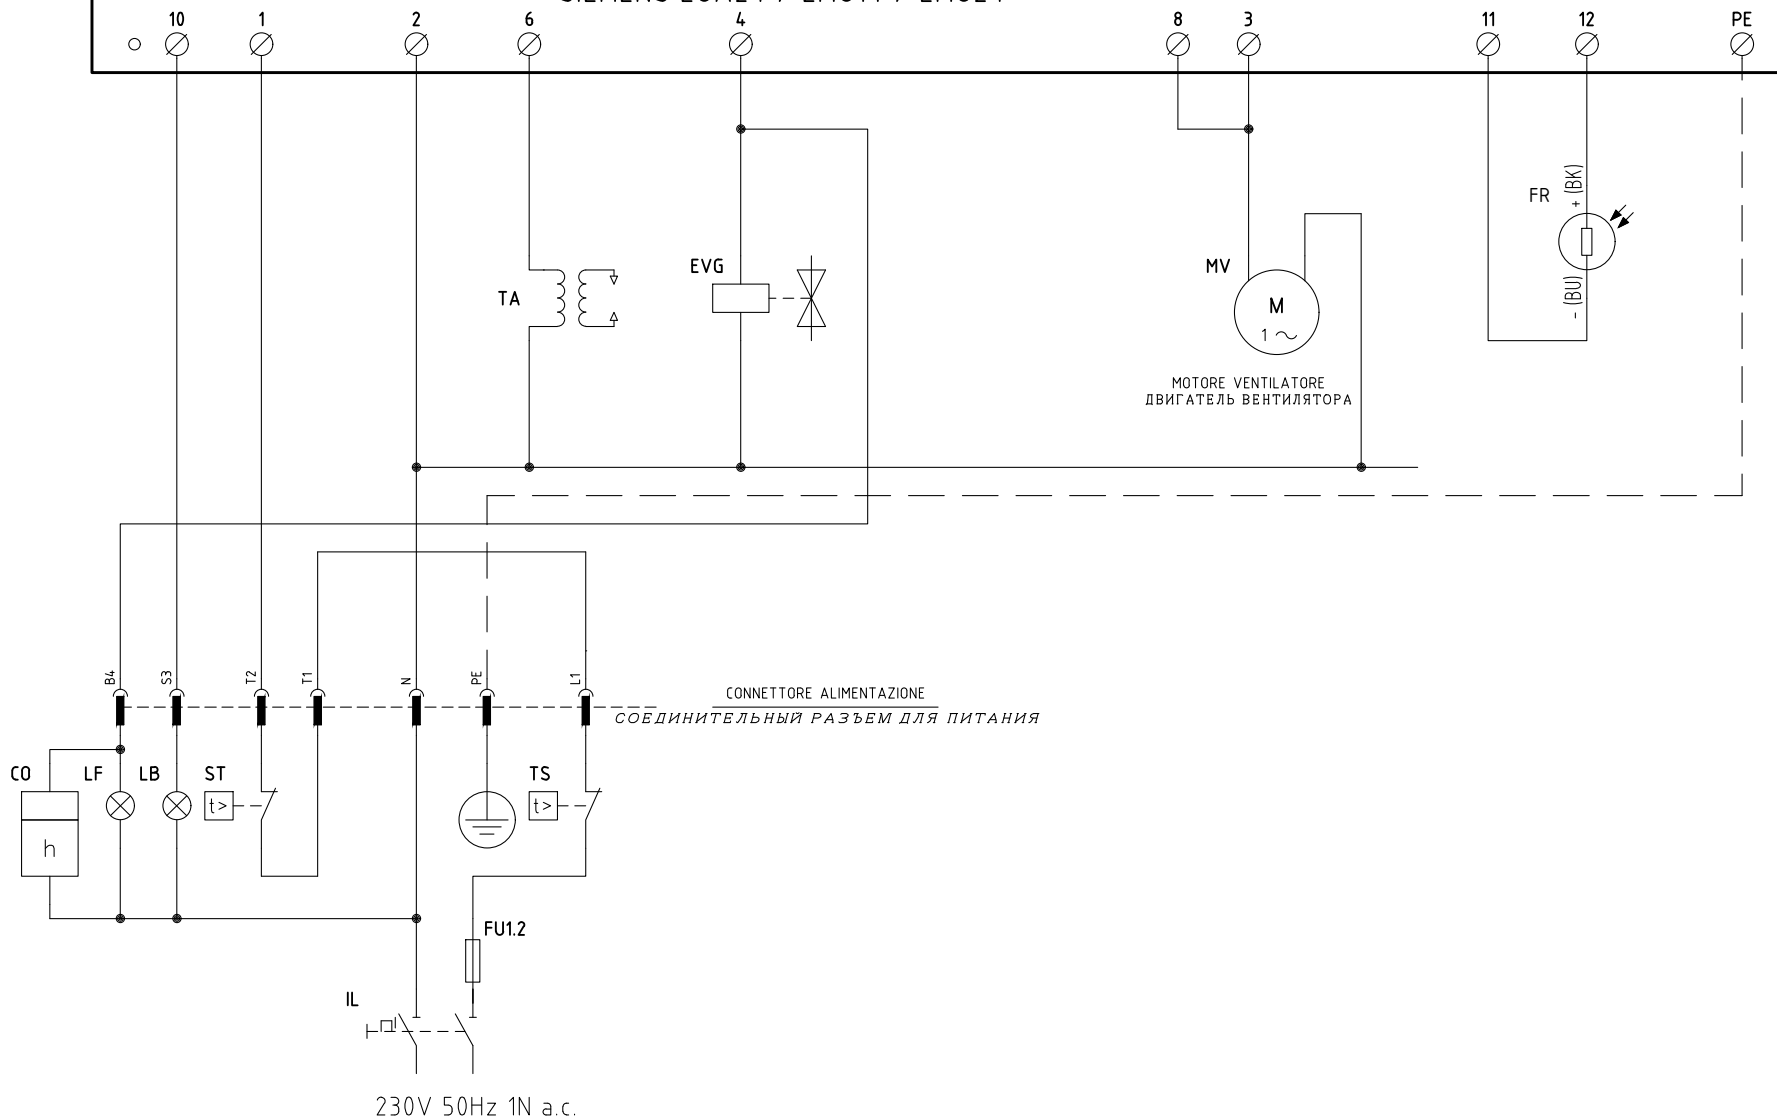 10 1 2 6 4 8 3 11 12 PE
FR
+ (BK)
- (BU)
TA
EVG
MV
M
1 ~
MOTORE VENTILATORE
ДВИГАТЕЛЬ ВЕНТИЛЯТОРА
B4 S3 T2 T1 N PE L1
CONNETTORE ALIMENTAZIONE
СОЕДИНИТЕЛЬНЫЙ РАЗЪЕМ ДЛЯ ПИТАНИЯ
CO LF LB ST TS
t> t>
h
FU1.2
IL
230V 50Hz 1N a.c.